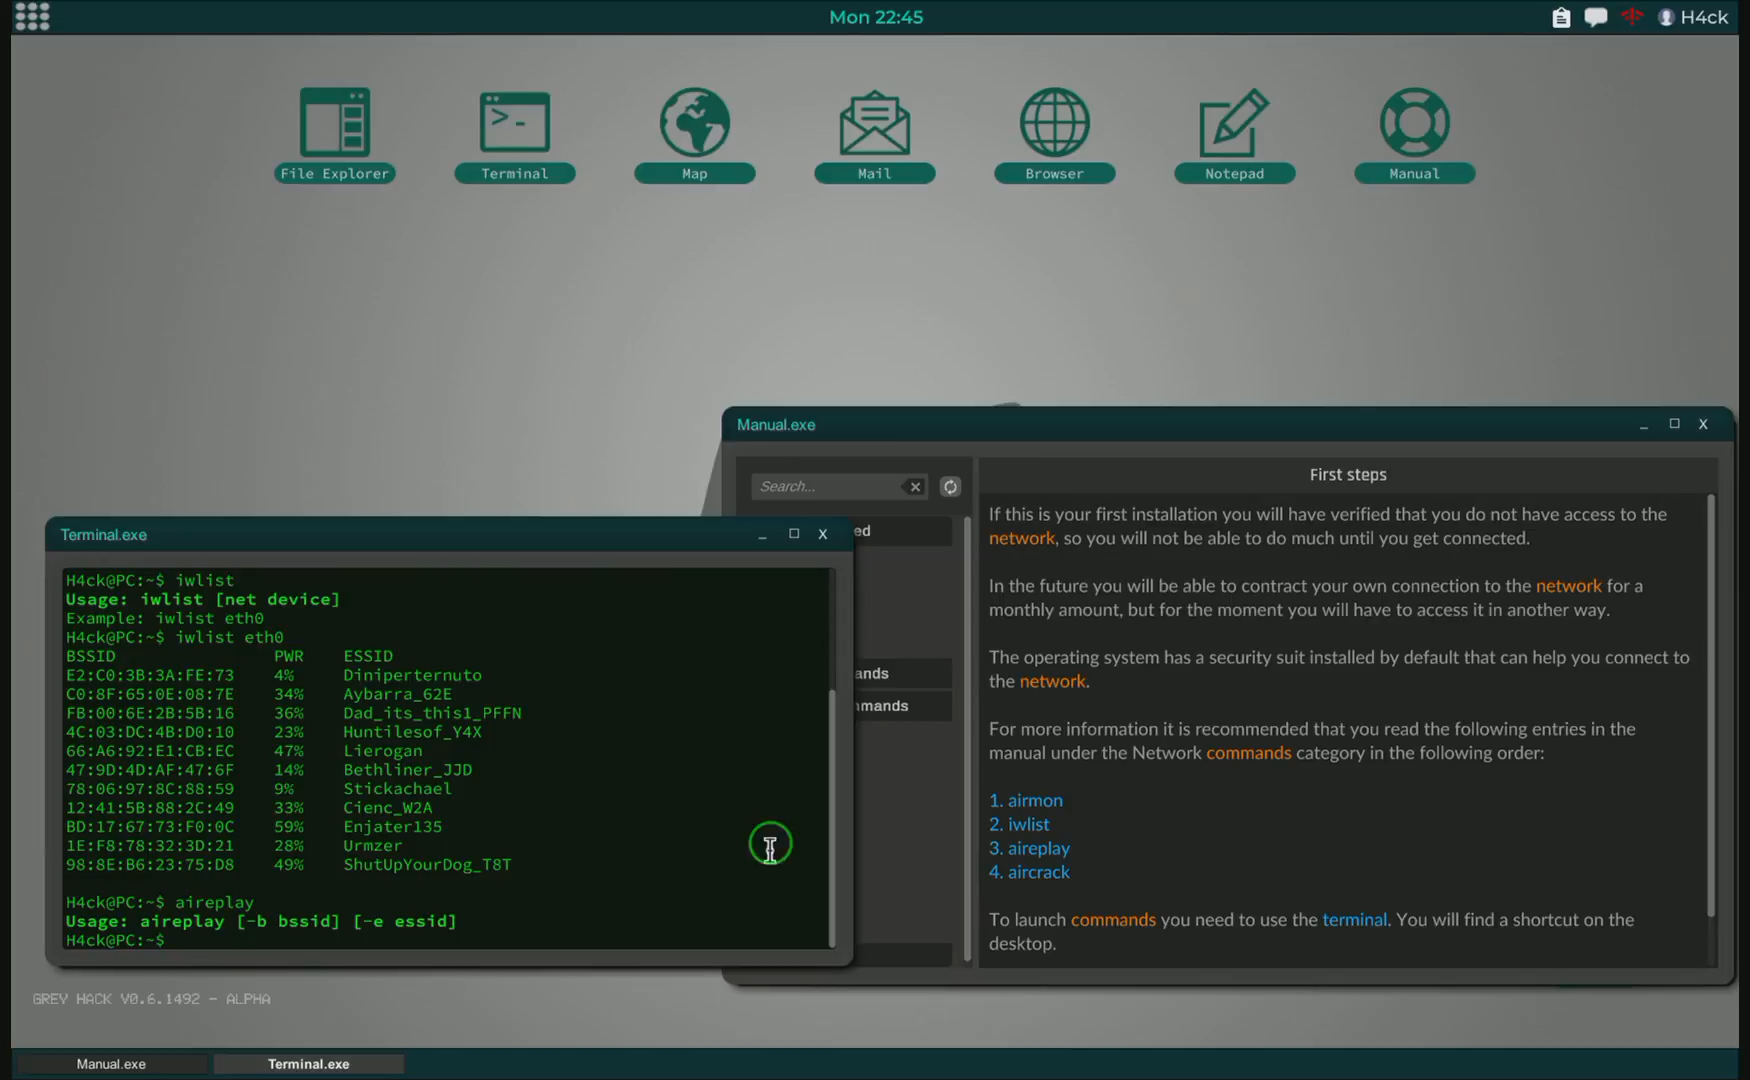 Mon 22:45
H4ck
File Explorer
Terminal
Map
Mail
Browser
Notepad
Manual
Manual.exe
Search...
First steps
ed
ands
mmands
If this is your first installation you will have verified that you do not have access to the
network, so you will not be able to do much until you get connected.
In the future you will be able to contract your own connection to the network for a
monthly amount, but for the moment you will have to access it in another way.
The operating system has a security suit installed by default that can help you connect to
the network.
For more information it is recommended that you read the following entries in the
manual under the Network commands category in the following order:
1. airmon
2. iwlist
3. aireplay
4. aircrack
To launch commands you need to use the terminal. You will find a shortcut on the
desktop.
Terminal.exe
H4ck@PC:~$ iwlist
Usage: iwlist [net device]
Example: iwlist eth0
H4ck@PC:~$ iwlist eth0
BSSID PWR ESSID
E2:C0:3B:3A:FE:73 4% Diniperternuto
C0:8F:65:0E:08:7E 34% Aybarra_62E
FB:00:6E:2B:5B:16 36% Dad_its_this1_PFFN
4C:03:DC:4B:D0:10 23% Huntilesof_Y4X
66:A6:92:E1:CB:EC 47% Lierogan
47:9D:4D:AF:47:6F 14% Bethliner_JJD
78:06:97:8C:88:59 9% Stickachael
12:41:5B:88:2C:49 33% Cienc_W2A
BD:17:67:73:F0:0C 59% Enjater135
1E:F8:78:32:3D:21 28% Urmzer
98:8E:B6:23:75:D8 49% ShutUpYourDog_T8T
H4ck@PC:~$ aireplay
Usage: aireplay [-b bssid] [-e essid]
H4ck@PC:~$
GREY HACK V0.6.1492 - ALPHA
Manual.exe
Terminal.exe